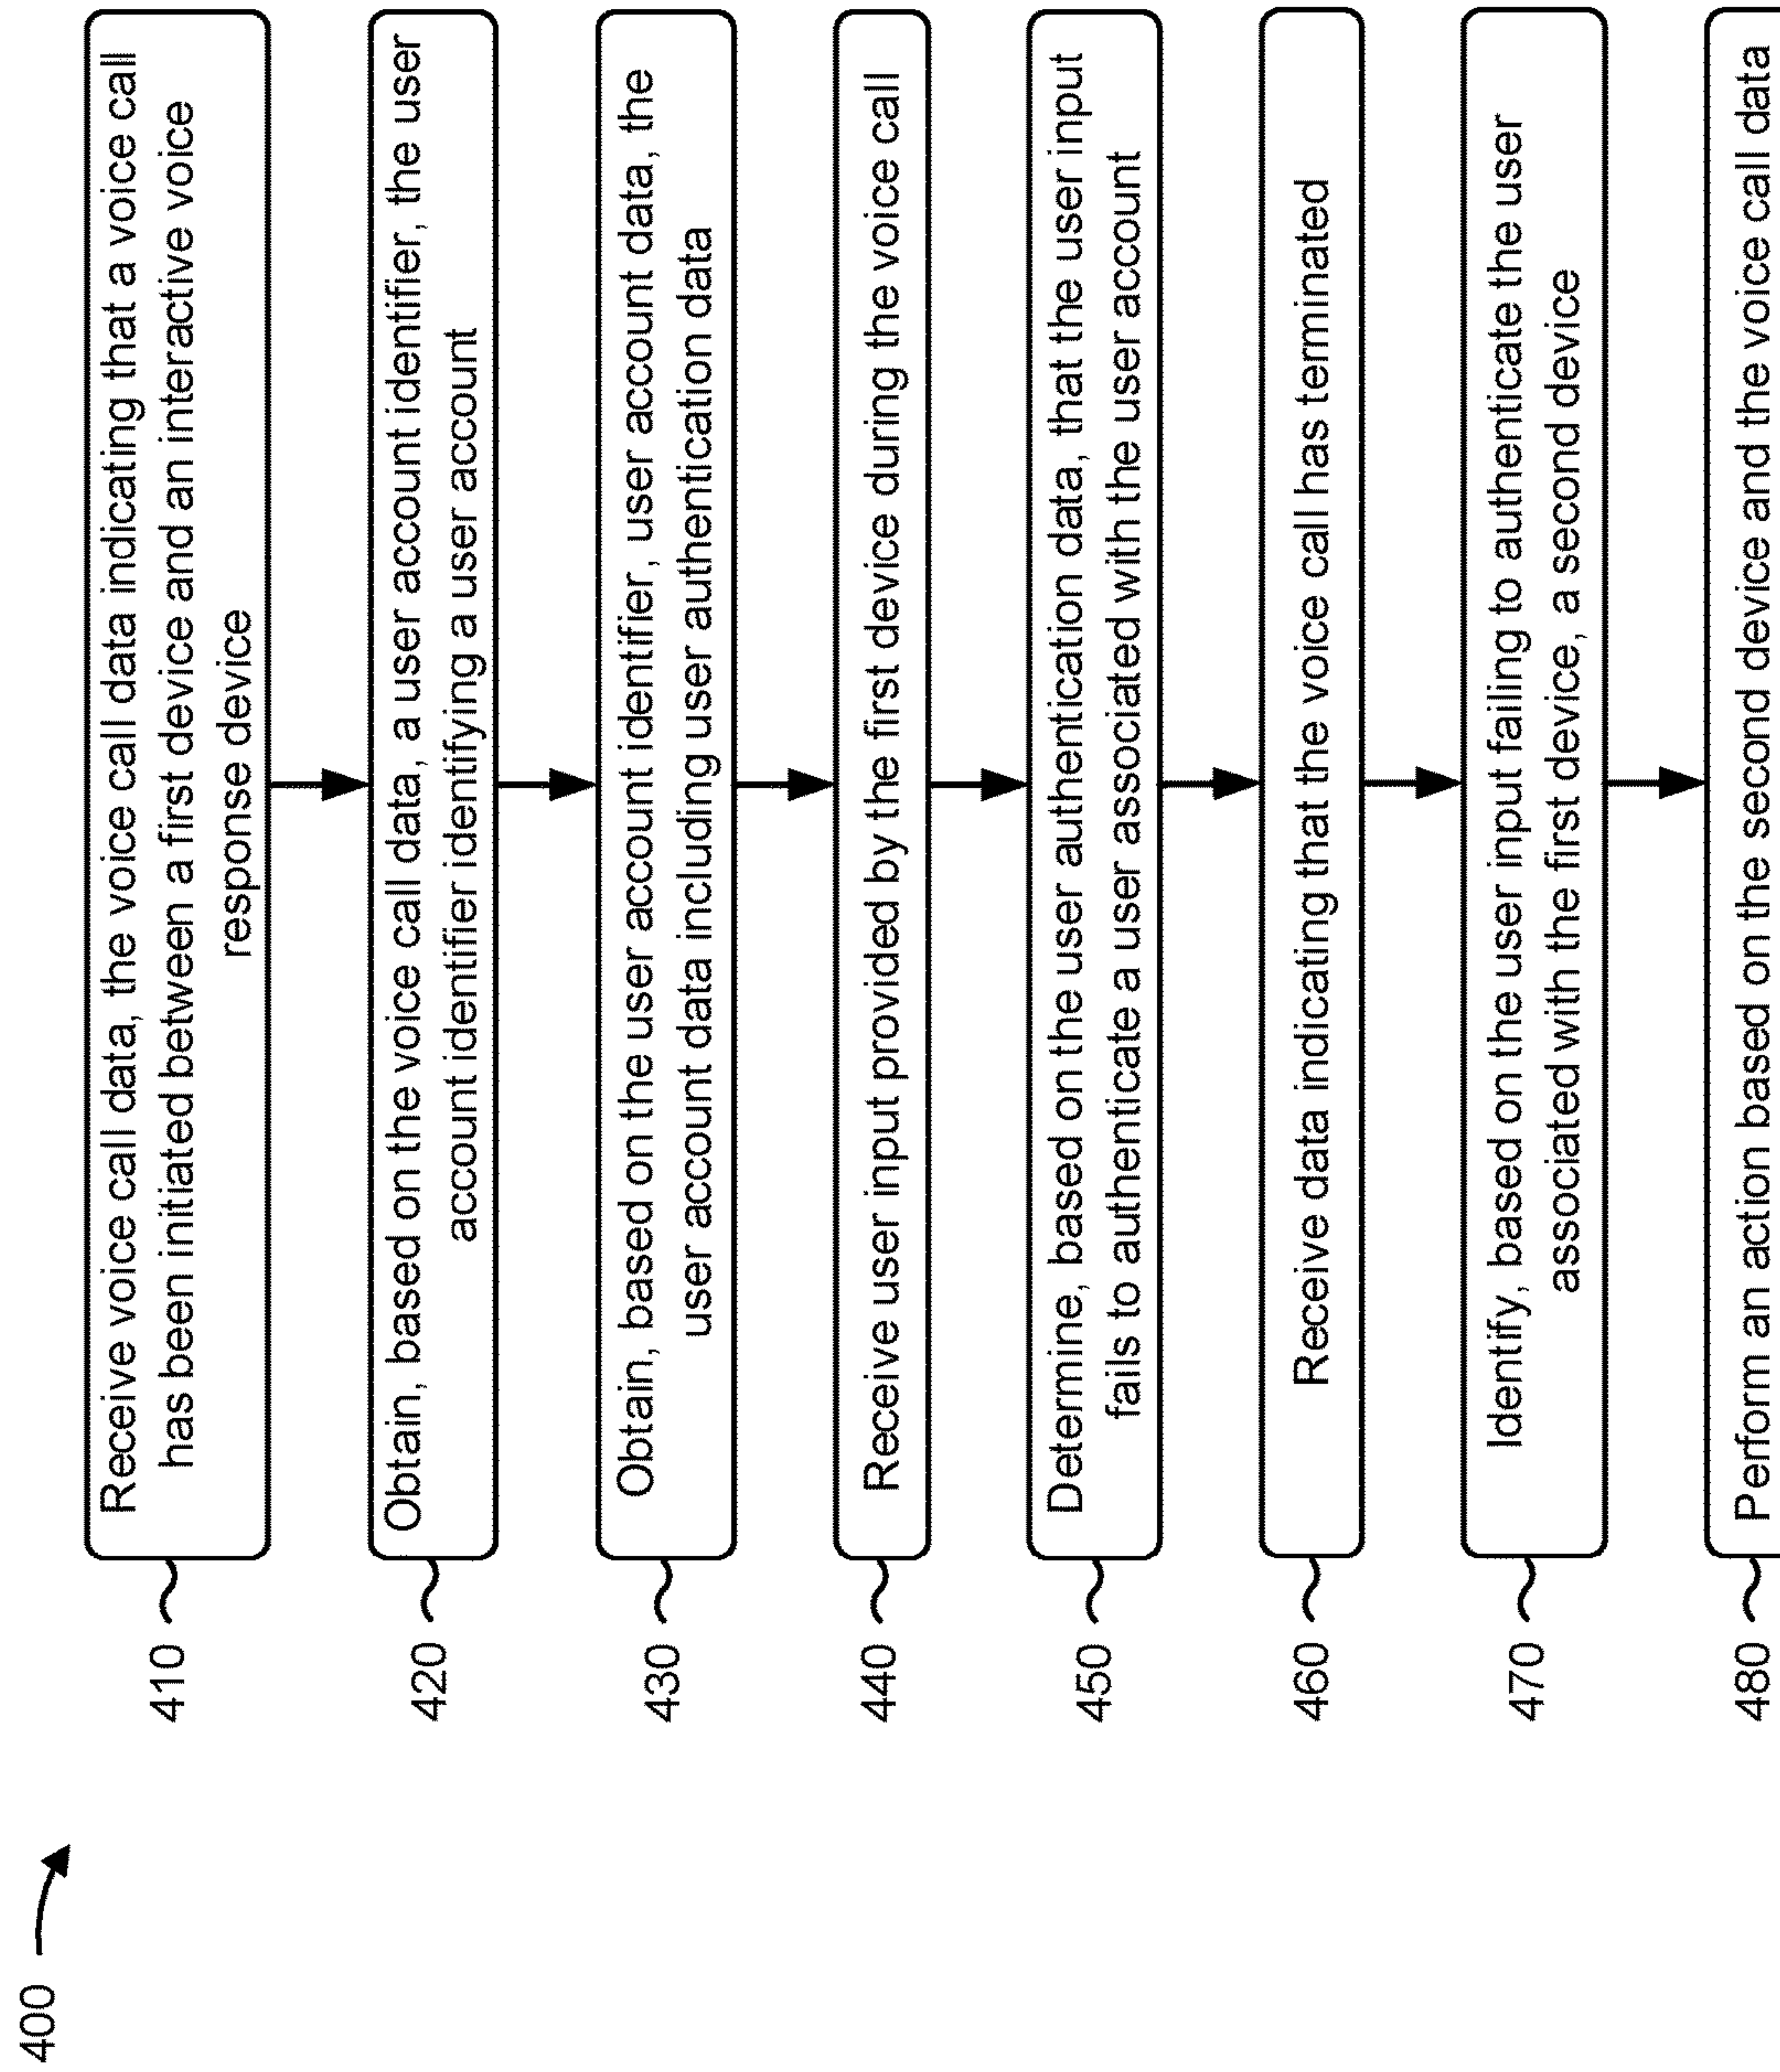 400
410
Receive voice call data, the voice call data indicating that a voice call
has been initiated between a first device and an interactive voice
response device
420
Obtain, based on the voice call data, a user account identifier, the user
account identifier identifying a user account
430
Obtain, based on the user account identifier, user account data, the
user account data including user authentication data
440
Receive user input provided by the first device during the voice call
450
Determine, based on the user authentication data, that the user input
fails to authenticate a user associated with the user account
460
Receive data indicating that the voice call has terminated
470
Identify, based on the user input failing to authenticate the user
associated with the first device, a second device
480
Perform an action based on the second device and the voice call data